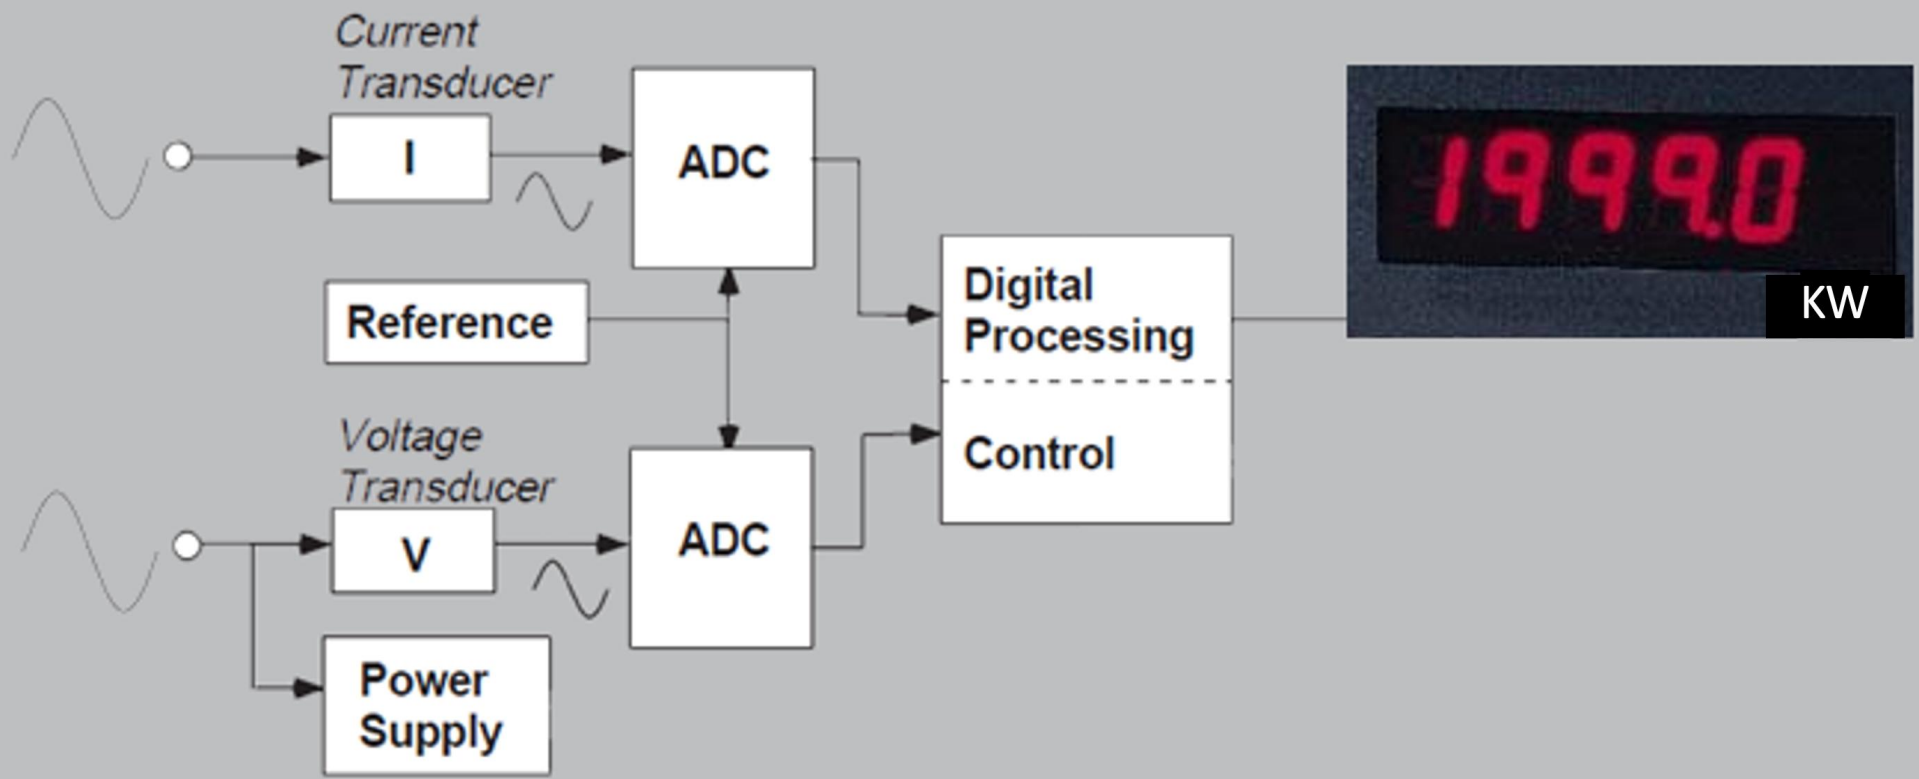 Current
Transducer
I
ADC
1999.0
KW
Reference
Digital
Processing
Control
Voltage
Transducer
V
ADC
Power
Supply